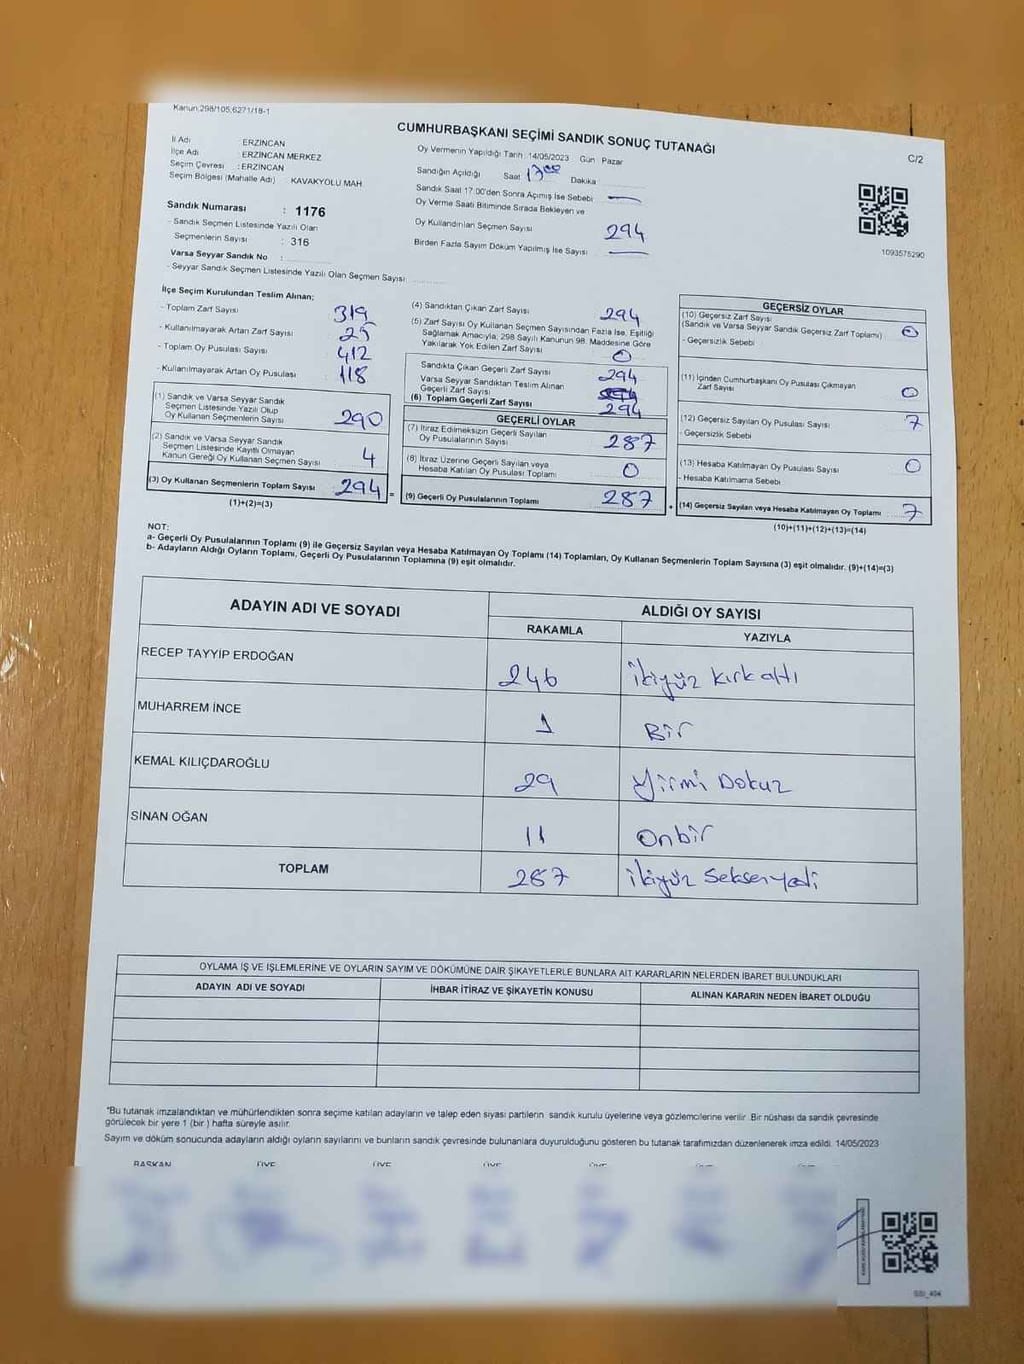 Kanun:298/105,6271/18-1
CUMHURBAŞKANI SEÇİMİ SANDIK SONUÇ TUTANAĞI
C/2
İl Adı ERZİNCAN
İlçe Adı ERZİNCAN MERKEZ
Seçim Çevresi : ERZİNCAN
Seçim Bölgesi (Mahalle Adı) : KAVAKYOLU MAH
Sandık Numarası : 1176
- Sandık Seçmen Listesinde Yazılı Olan
Seçmenlerin Sayısı : 316
Varsa Seyyar Sandık No :
- Seyyar Sandık Seçmen Listesinde Yazılı Olan Seçmen Sayısı
Oy Vermenin Yapıldığı Tarih : 14/05/2023 Gün Pazar
Sandığın Açıldığı Saat 17 00 Dakika
Sandık Saat 17:00'den Sonra Açımış İse Sebebi
Oy Verme Saati Bitiminde Sırada Bekleyen ve
Oy Kullandırılan Seçmen Sayısı 294
Birden Fazla Sayım Döküm Yapılmış İse Sayısı
1093575290
İlçe Seçim Kurulundan Teslim Alınan;
- Toplam Zarf Sayısı 319
- Kullanılmayarak Artan Zarf Sayısı 25
- Toplam Oy Pusulası Sayısı 412
- Kullanılmayarak Artan Oy Pusulası 118
(1) Sandık ve Varsa Seyyar Sandık
Seçmen Listesinde Yazılı Olup
Oy Kullanan Seçmenlerin Sayısı 290
(2) Sandık ve Varsa Seyyar Sandık
Seçmen Listesinde Kayıtlı Olmayan
Kanun Gereği Oy Kullanan Seçmen Sayısı 4
(3) Oy Kullanan Seçmenlerin Toplam Sayısı 294 =
(1)+(2)=(3)
(4) Sandıktan Çıkan Zarf Sayısı 294
(5) Zarf Sayısı Oy Kullanan Seçmen Sayısından Fazla İse, Eşitliği
Sağlamak Amacıyla; 298 Sayılı Kanunun 98. Maddesine Göre
Yakılarak Yok Edilen Zarf Sayısı 0
Sandıkta Çıkan Geçerli Zarf Sayısı 294
Varsa Seyyar Sandıktan Teslim Alınan
Geçerli Zarf Sayısı
(6) Toplam Geçerli Zarf Sayısı 294
GEÇERLİ OYLAR
(7) İtiraz Edilmeksizin Geçerli Sayılan
Oy Pusulalarının Sayısı 287
(8) İtiraz Üzerine Geçerli Sayılan veya
Hesaba Katılan Oy Pusulası Toplamı 0
(9) Geçerli Oy Pusulalarının Toplamı 287 +
GEÇERSİZ OYLAR
(10) Geçersiz Zarf Sayısı
(Sandık ve Varsa Seyyar Sandık Geçersiz Zarf Toplamı) 0
- Geçersizlik Sebebi
(11) İçinden Cumhurbaşkanı Oy Pusulası Çıkmayan
Zarf Sayısı 0
(12) Geçersiz Sayılan Oy Pusulası Sayısı 7
- Geçersizlik Sebebi
(13) Hesaba Katılmayan Oy Pusulası Sayısı 0
- Hesaba Katılmama Sebebi
(14) Geçersiz Sayılan veya Hesaba Katılmayan Oy Toplamı 7
(10)+(11)+(12)+(13)=(14)
NOT:
a- Geçerli Oy Pusulalarının Toplamı (9) ile Geçersiz Sayılan veya Hesaba Katılmayan Oy Toplamı (14) Toplamları, Oy Kullanan Seçmenlerin Toplam Sayısına (3) eşit olmalıdır. (9)+(14)=(3)
b- Adayların Aldığı Oyların Toplamı, Geçerli Oy Pusulalarının Toplamına (9) eşit olmalıdır.
ADAYIN ADI VE SOYADI ALDIĞI OY SAYISI
RAKAMLA YAZIYLA
RECEP TAYYİP ERDOĞAN 246 ikiyüz kırkaltı
MUHARREM İNCE 1 Bir
KEMAL KILIÇDAROĞLU 29 Yirmi Dokuz
SİNAN OĞAN 11 Onbir
TOPLAM 287 ikiyüz seksenyedi
OYLAMA İŞ VE İŞLEMLERİNE VE OYLARIN SAYIM VE DÖKÜMÜNE DAİR ŞİKAYETLERLE BUNLARA AİT KARARLARIN NELERDEN İBARET BULUNDUKLARI
ADAYIN ADI VE SOYADI İHBAR İTİRAZ VE ŞİKAYETİN KONUSU ALINAN KARARIN NEDEN İBARET OLDUĞU
*Bu tutanak imzalandıktan ve mühürlendikten sonra seçime katılan adayların ve talep eden siyasi partilerin sandık kurulu üyelerine veya gözlemcilerine verilir. Bir nüshası da sandık çevresinde
görülecek bir yere 1 (bir ) hafta süreyle asılır.
Sayım ve döküm sonucunda adayların aldığı oyların sayılarını ve bunların sandık çevresinde bulunanlara duyurulduğunu gösteren bu tutanak tarafımızdan düzenlenerek imza edildi. 14/05/2023
BAŞKAN ÜYE ÜYE ÜYE ÜYE ÜYE ÜYE